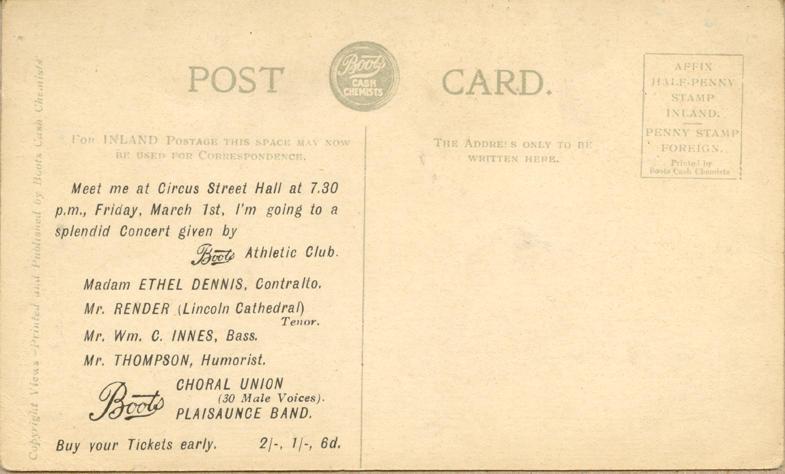 POST CARD.
Boots
CASH
CHEMISTS
AFFIX
HALF-PENNY
STAMP
INLAND.
PENNY STAMP
FOREIGN.
Printed by
Boots Cash Chemists
FOR INLAND POSTAGE THIS SPACE MAY NOW
BE USED FOR CORRESPONDENCE.
THE ADDRESS ONLY TO BE
WRITTEN HERE.
Copyright Views—Printed and Published by Boots Cash Chemists
Meet me at Circus Street Hall at 7.30
p.m., Friday, March 1st, I'm going to a
splendid Concert given by
Boots Athletic Club.
Madam ETHEL DENNIS, Contralto.
Mr. RENDER (Lincoln Cathedral)
Tenor.
Mr. Wm. C. INNES, Bass.
Mr. THOMPSON, Humorist.
Boots
CHORAL UNION
(30 Male Voices).
PLAISAUNCE BAND.
Buy your Tickets early. 2/-, 1/-, 6d.